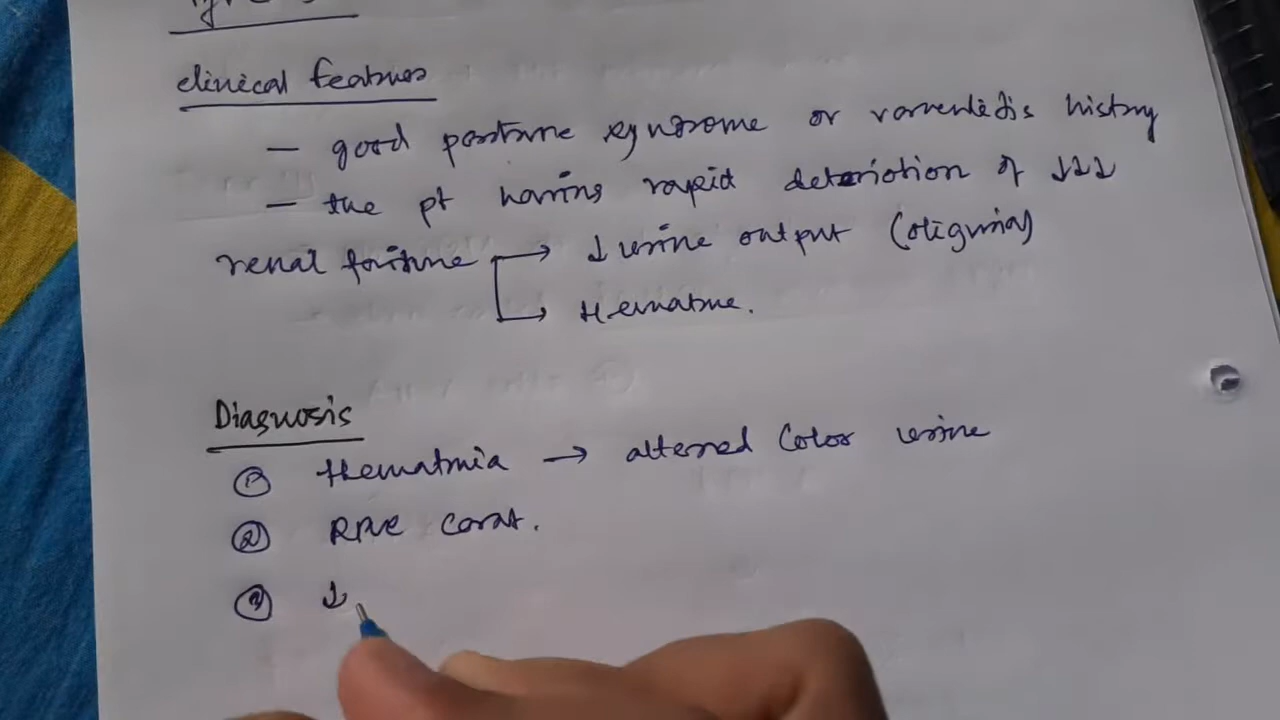 clinical features
— good pasture syndrome or vasculitis history
— the pt having rapid deteriotion of ↓↓↓
renal failure → ↓ urine output (oliguria)
→ Hematuria.
Diagnosis
① Hematuria → altered color urine
② RBC cast.
③ ↓